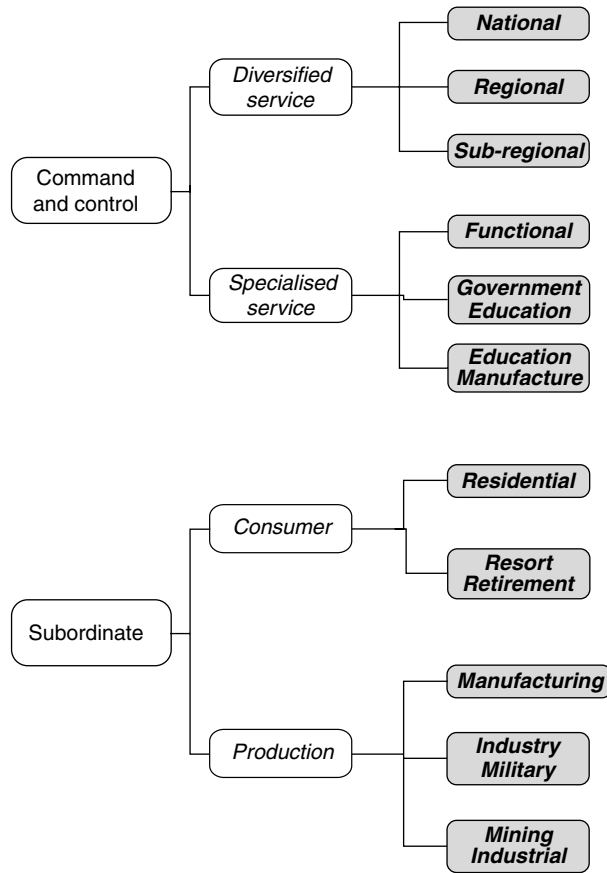 Command
and control
Diversified
service
National
Regional
Sub-regional
Specialised
service
Functional
Government
Education
Education
Manufacture
Subordinate
Consumer
Residential
Resort
Retirement
Production
Manufacturing
Industry
Military
Mining
Industrial